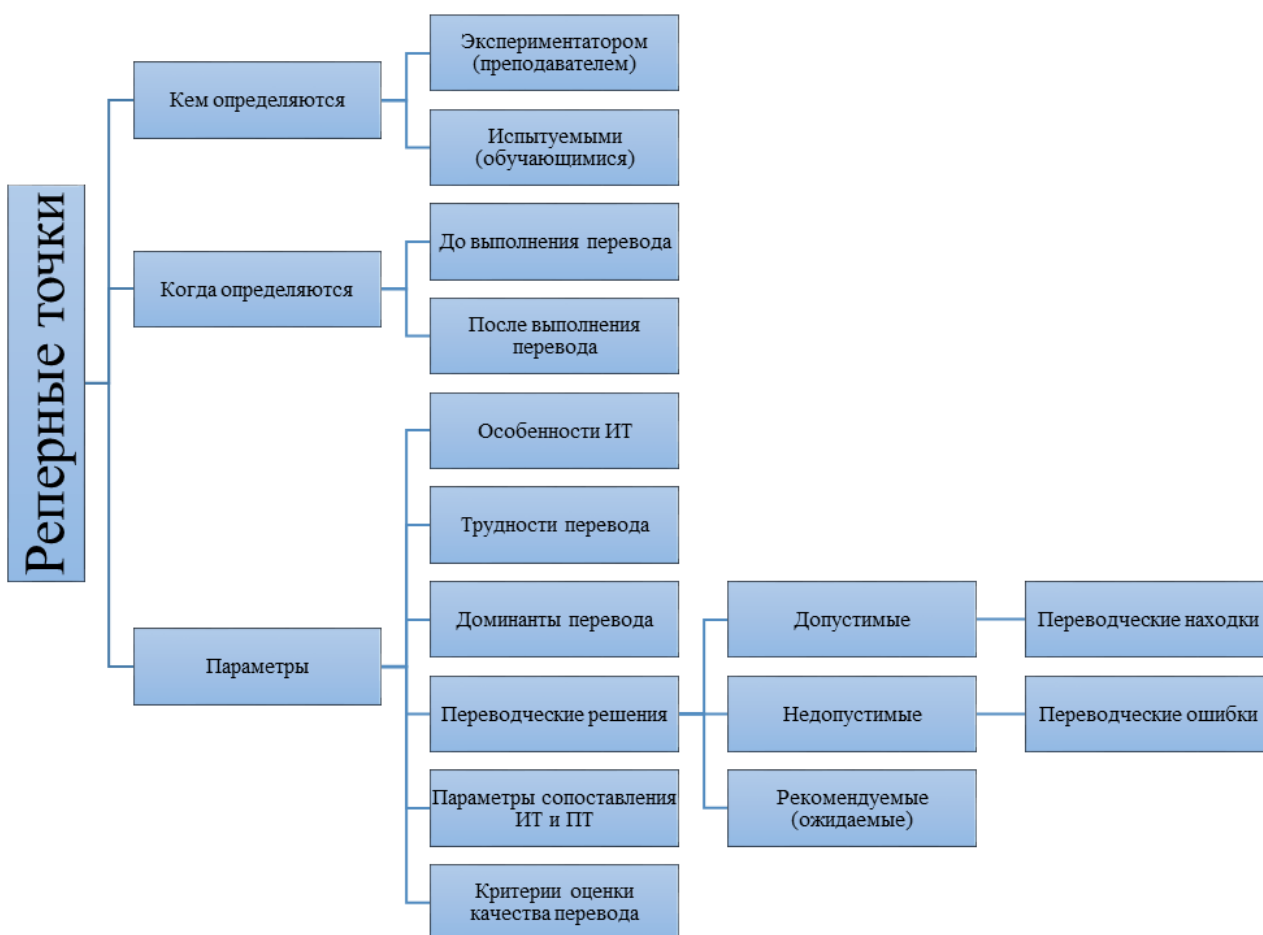 Реперные точки
Кем определяются
Экспериментатором
(преподавателем)
Испытуемыми
(обучающимися)
Когда определяются
До выполнения перевода
После выполнения
перевода
Параметры
Особенности ИТ
Трудности перевода
Доминанты перевода
Переводческие решения
Допустимые
Переводческие находки
Недопустимые
Переводческие ошибки
Рекомендуемые
(ожидаемые)
Параметры сопоставления
ИТ и ПТ
Критерии оценки
качества перевода